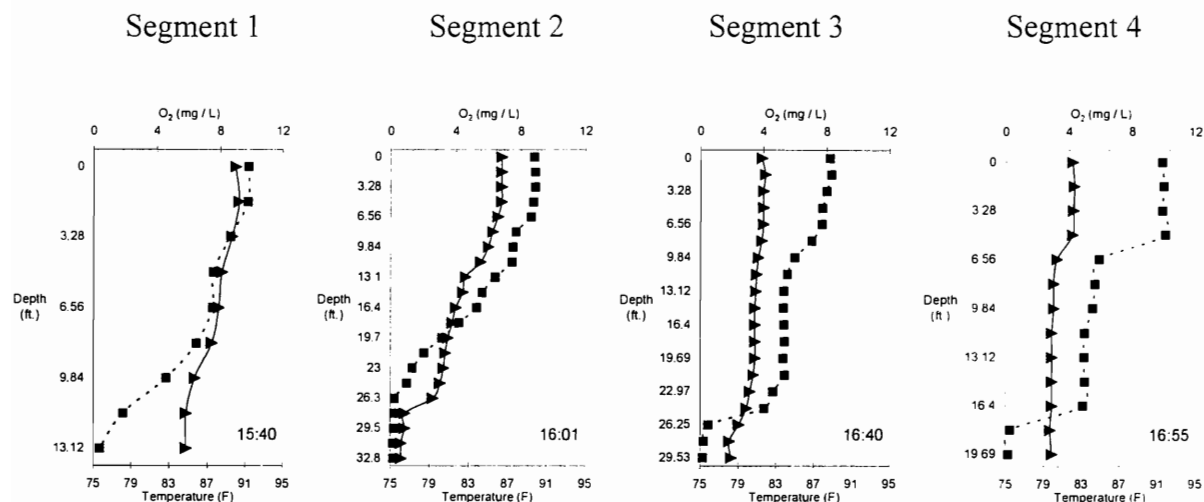 Segment 1 Segment 2 Segment 3 Segment 4
O₂ (mg / L) O₂ (mg / L) O₂ (mg / L) O₂ (mg / L)
0 4 8 12 0 4 8 12 0 4 8 12 0 4 8 12
Depth (ft.)
0
3.28
6.56
9.84
13.12
15:40
75 79 83 87 91 95
Temperature (F)
Depth (ft.)
0
3.28
6.56
9.84
13 1
16.4
19.7
23
26.3
29.5
32.8
16:01
75 79 83 87 91 95
Temperature (F)
Depth (ft.)
0
3.28
6.56
9.84
13.12
16.4
19.69
22.97
26.25
29.53
16:40
75 79 83 87 91 95
Temperature (F)
Depth (ft )
0
3.28
6 56
9 84
13 12
16 4
19 69
16:55
75 79 83 87 91 95
Temperature (F)